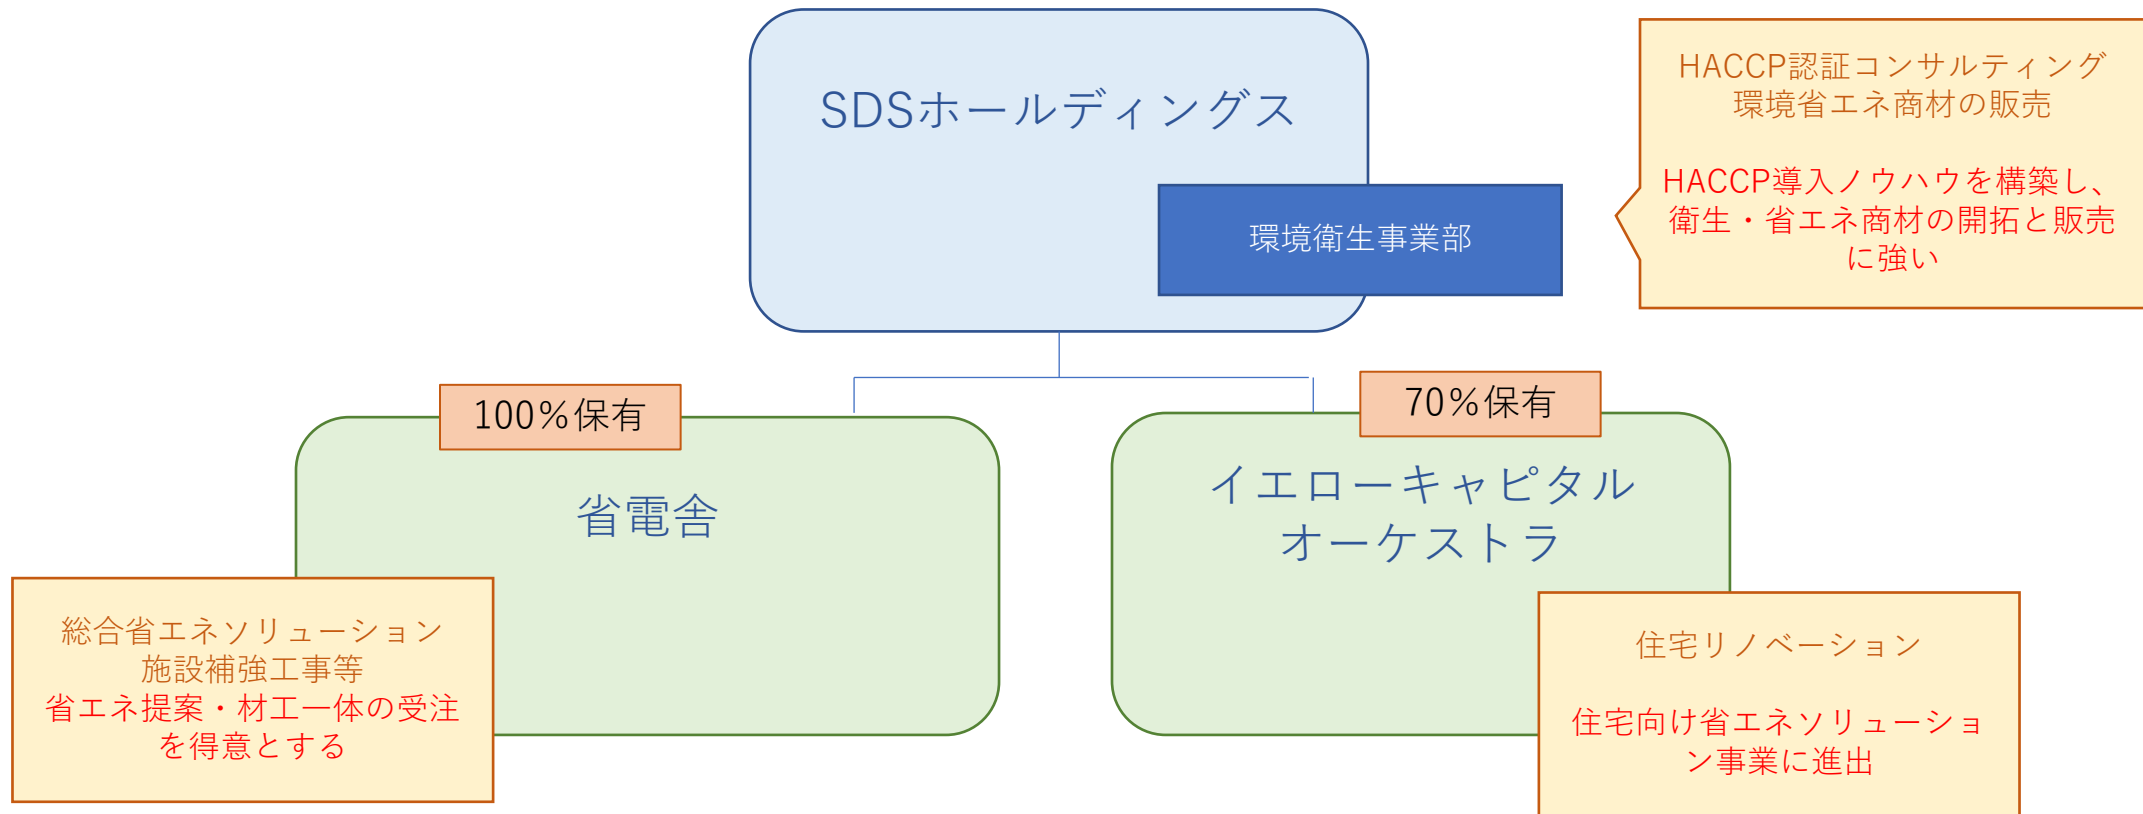 SDSホールディングス
環境衛生事業部
HACCP認証コンサルティング
環境省エネ商材の販売
HACCP導入ノウハウを構築し、
衛生・省エネ商材の開拓と販売
に強い
100%保有
省電舎
総合省エネソリューション
施設補強工事等
省エネ提案・材工一体の受注
を得意とする
70%保有
イエローキャピタル
オーケストラ
住宅リノベーション
住宅向け省エネソリューショ
ン事業に進出